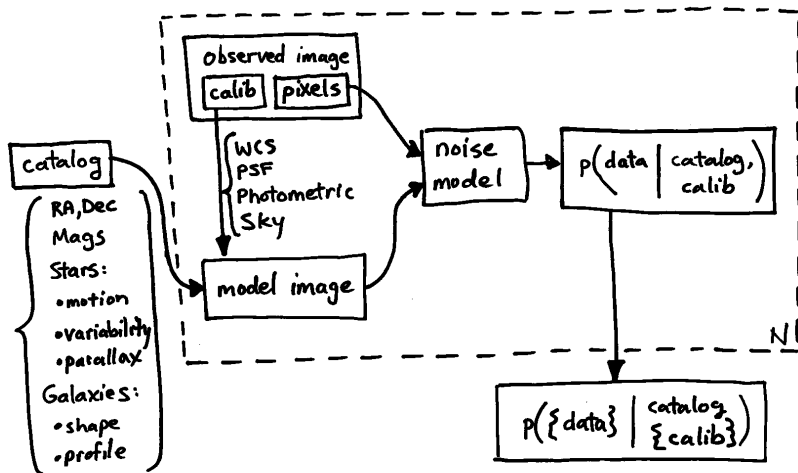 observed image
calib pixels
WCS
PSF
Photometric
Sky
catalog
RA,Dec
Mags
Stars:
•motion
•variability
•parallax
Galaxies:
•shape
•profile
model image
noise
model
p(data | catalog,
calib)
N
p({data} | catalog
{calib})